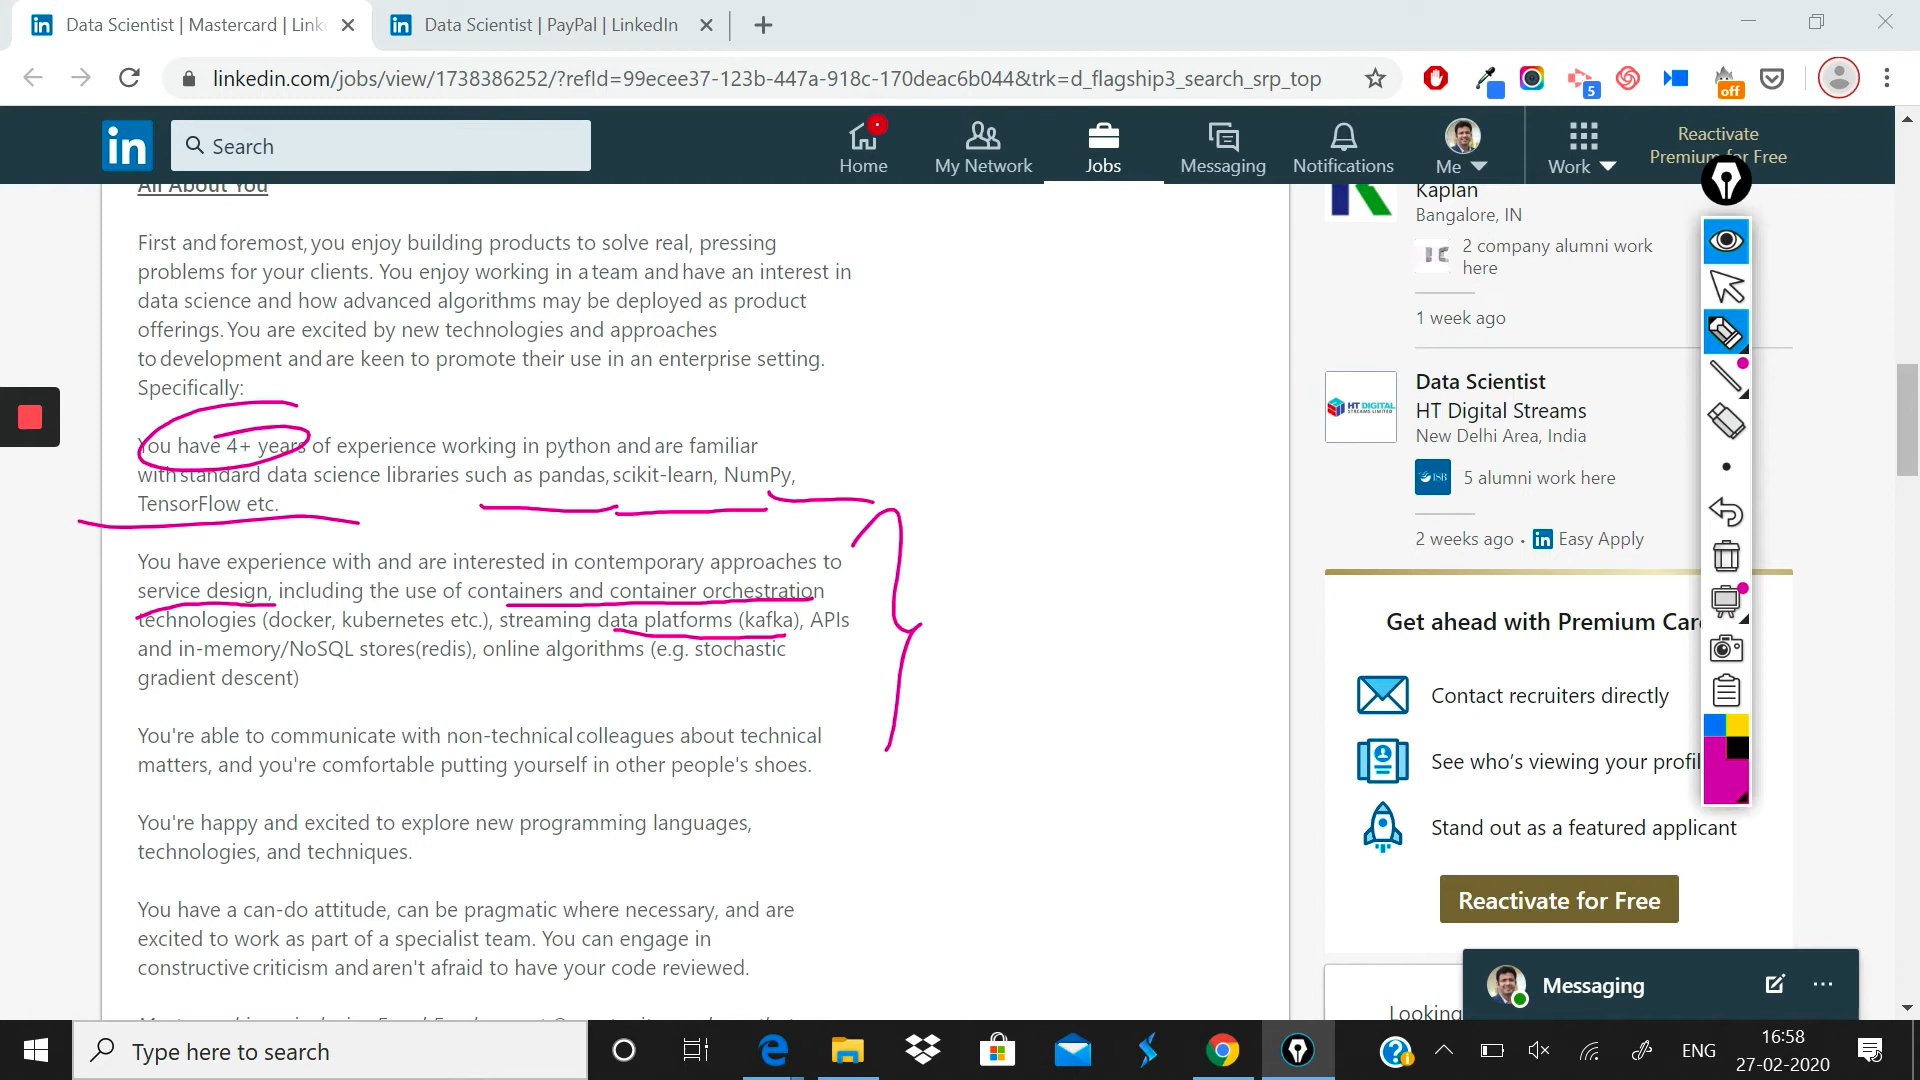 Data Scientist | Mastercard | Link
Data Scientist | PayPal | LinkedIn
linkedin.com/jobs/view/1738386252/?refId=99ecee37-123b-447a-918c-170deac6b044&trk=d_flagship3_search_srp_top
5
off
in
Search
Home
My Network
Jobs
Messaging
Notifications
Me
Work
Reactivate
Premium for Free
All About You
First and foremost, you enjoy building products to solve real, pressing
problems for your clients. You enjoy working in a team and have an interest in
data science and how advanced algorithms may be deployed as product
offerings. You are excited by new technologies and approaches
to development and are keen to promote their use in an enterprise setting.
Specifically:
You have 4+ years of experience working in python and are familiar
with standard data science libraries such as pandas, scikit-learn, NumPy,
TensorFlow etc.
You have experience with and are interested in contemporary approaches to
service design, including the use of containers and container orchestration
technologies (docker, kubernetes etc.), streaming data platforms (kafka), APIs
and in-memory/NoSQL stores(redis), online algorithms (e.g. stochastic
gradient descent)
You're able to communicate with non-technical colleagues about technical
matters, and you're comfortable putting yourself in other people's shoes.
You're happy and excited to explore new programming languages,
technologies, and techniques.
You have a can-do attitude, can be pragmatic where necessary, and are
excited to work as part of a specialist team. You can engage in
constructive criticism and aren't afraid to have your code reviewed.
Kaplan
Bangalore, IN
2 company alumni work
here
1 week ago
HT DIGITAL
STREAMS LIMITED
Data Scientist
HT Digital Streams
New Delhi Area, India
ISB
5 alumni work here
2 weeks ago · in Easy Apply
Get ahead with Premium Car
Contact recruiters directly
See who's viewing your profil
Stand out as a featured applicant
Reactivate for Free
Looking
Messaging
Type here to search
ENG
16:58
27-02-2020